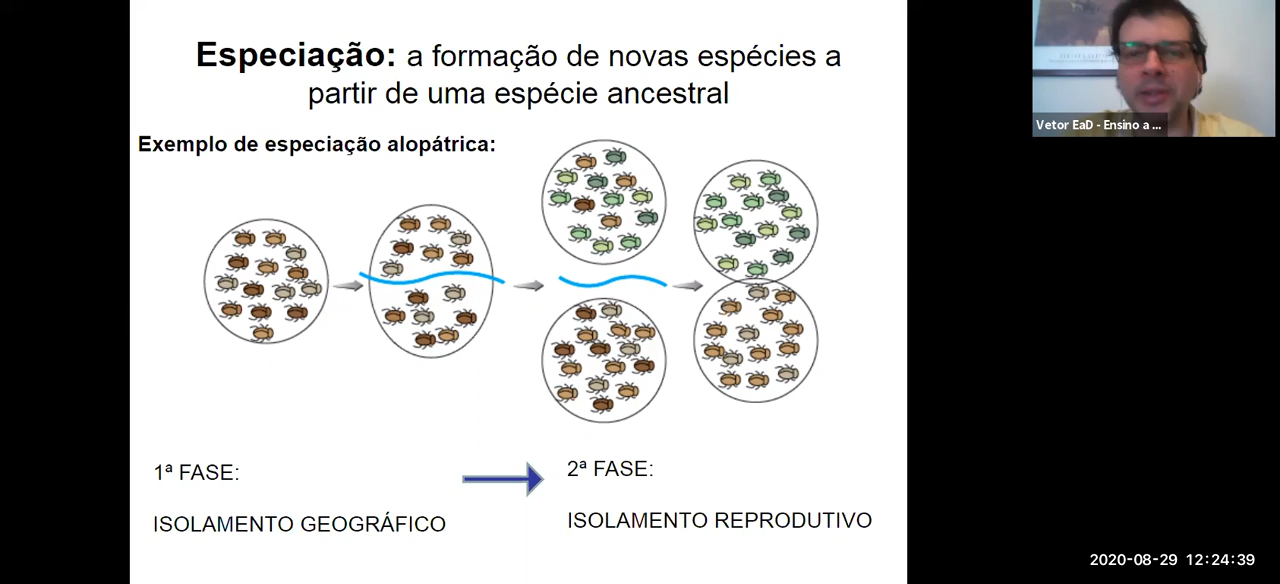 Especiação: a formação de novas espécies a
partir de uma espécie ancestral
Exemplo de especiação alopátrica:
1ª FASE:
ISOLAMENTO GEOGRÁFICO
2ª FASE:
ISOLAMENTO REPRODUTIVO
Vetor EaD - Ensino a ...
2020-08-29 12:24:39